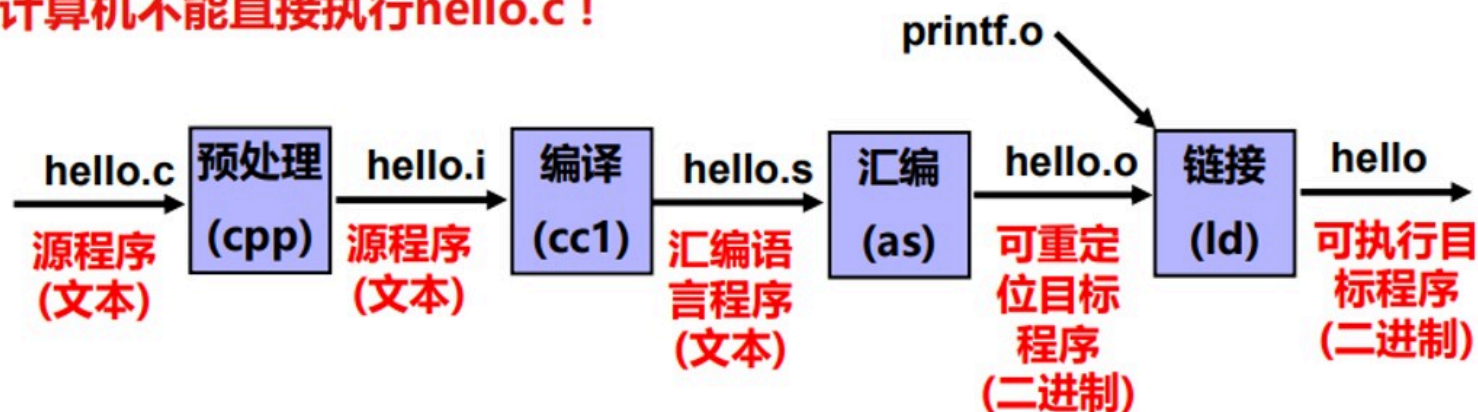 计算机不能直接执行hello.c！
printf.o
hello.c
源程序
(文本)
预处理
(cpp)
hello.i
源程序
(文本)
编译
(cc1)
hello.s
汇编语
言程序
(文本)
汇编
(as)
hello.o
可重定
位目标
程序
(二进制)
链接
(ld)
hello
可执行目
标程序
(二进制)